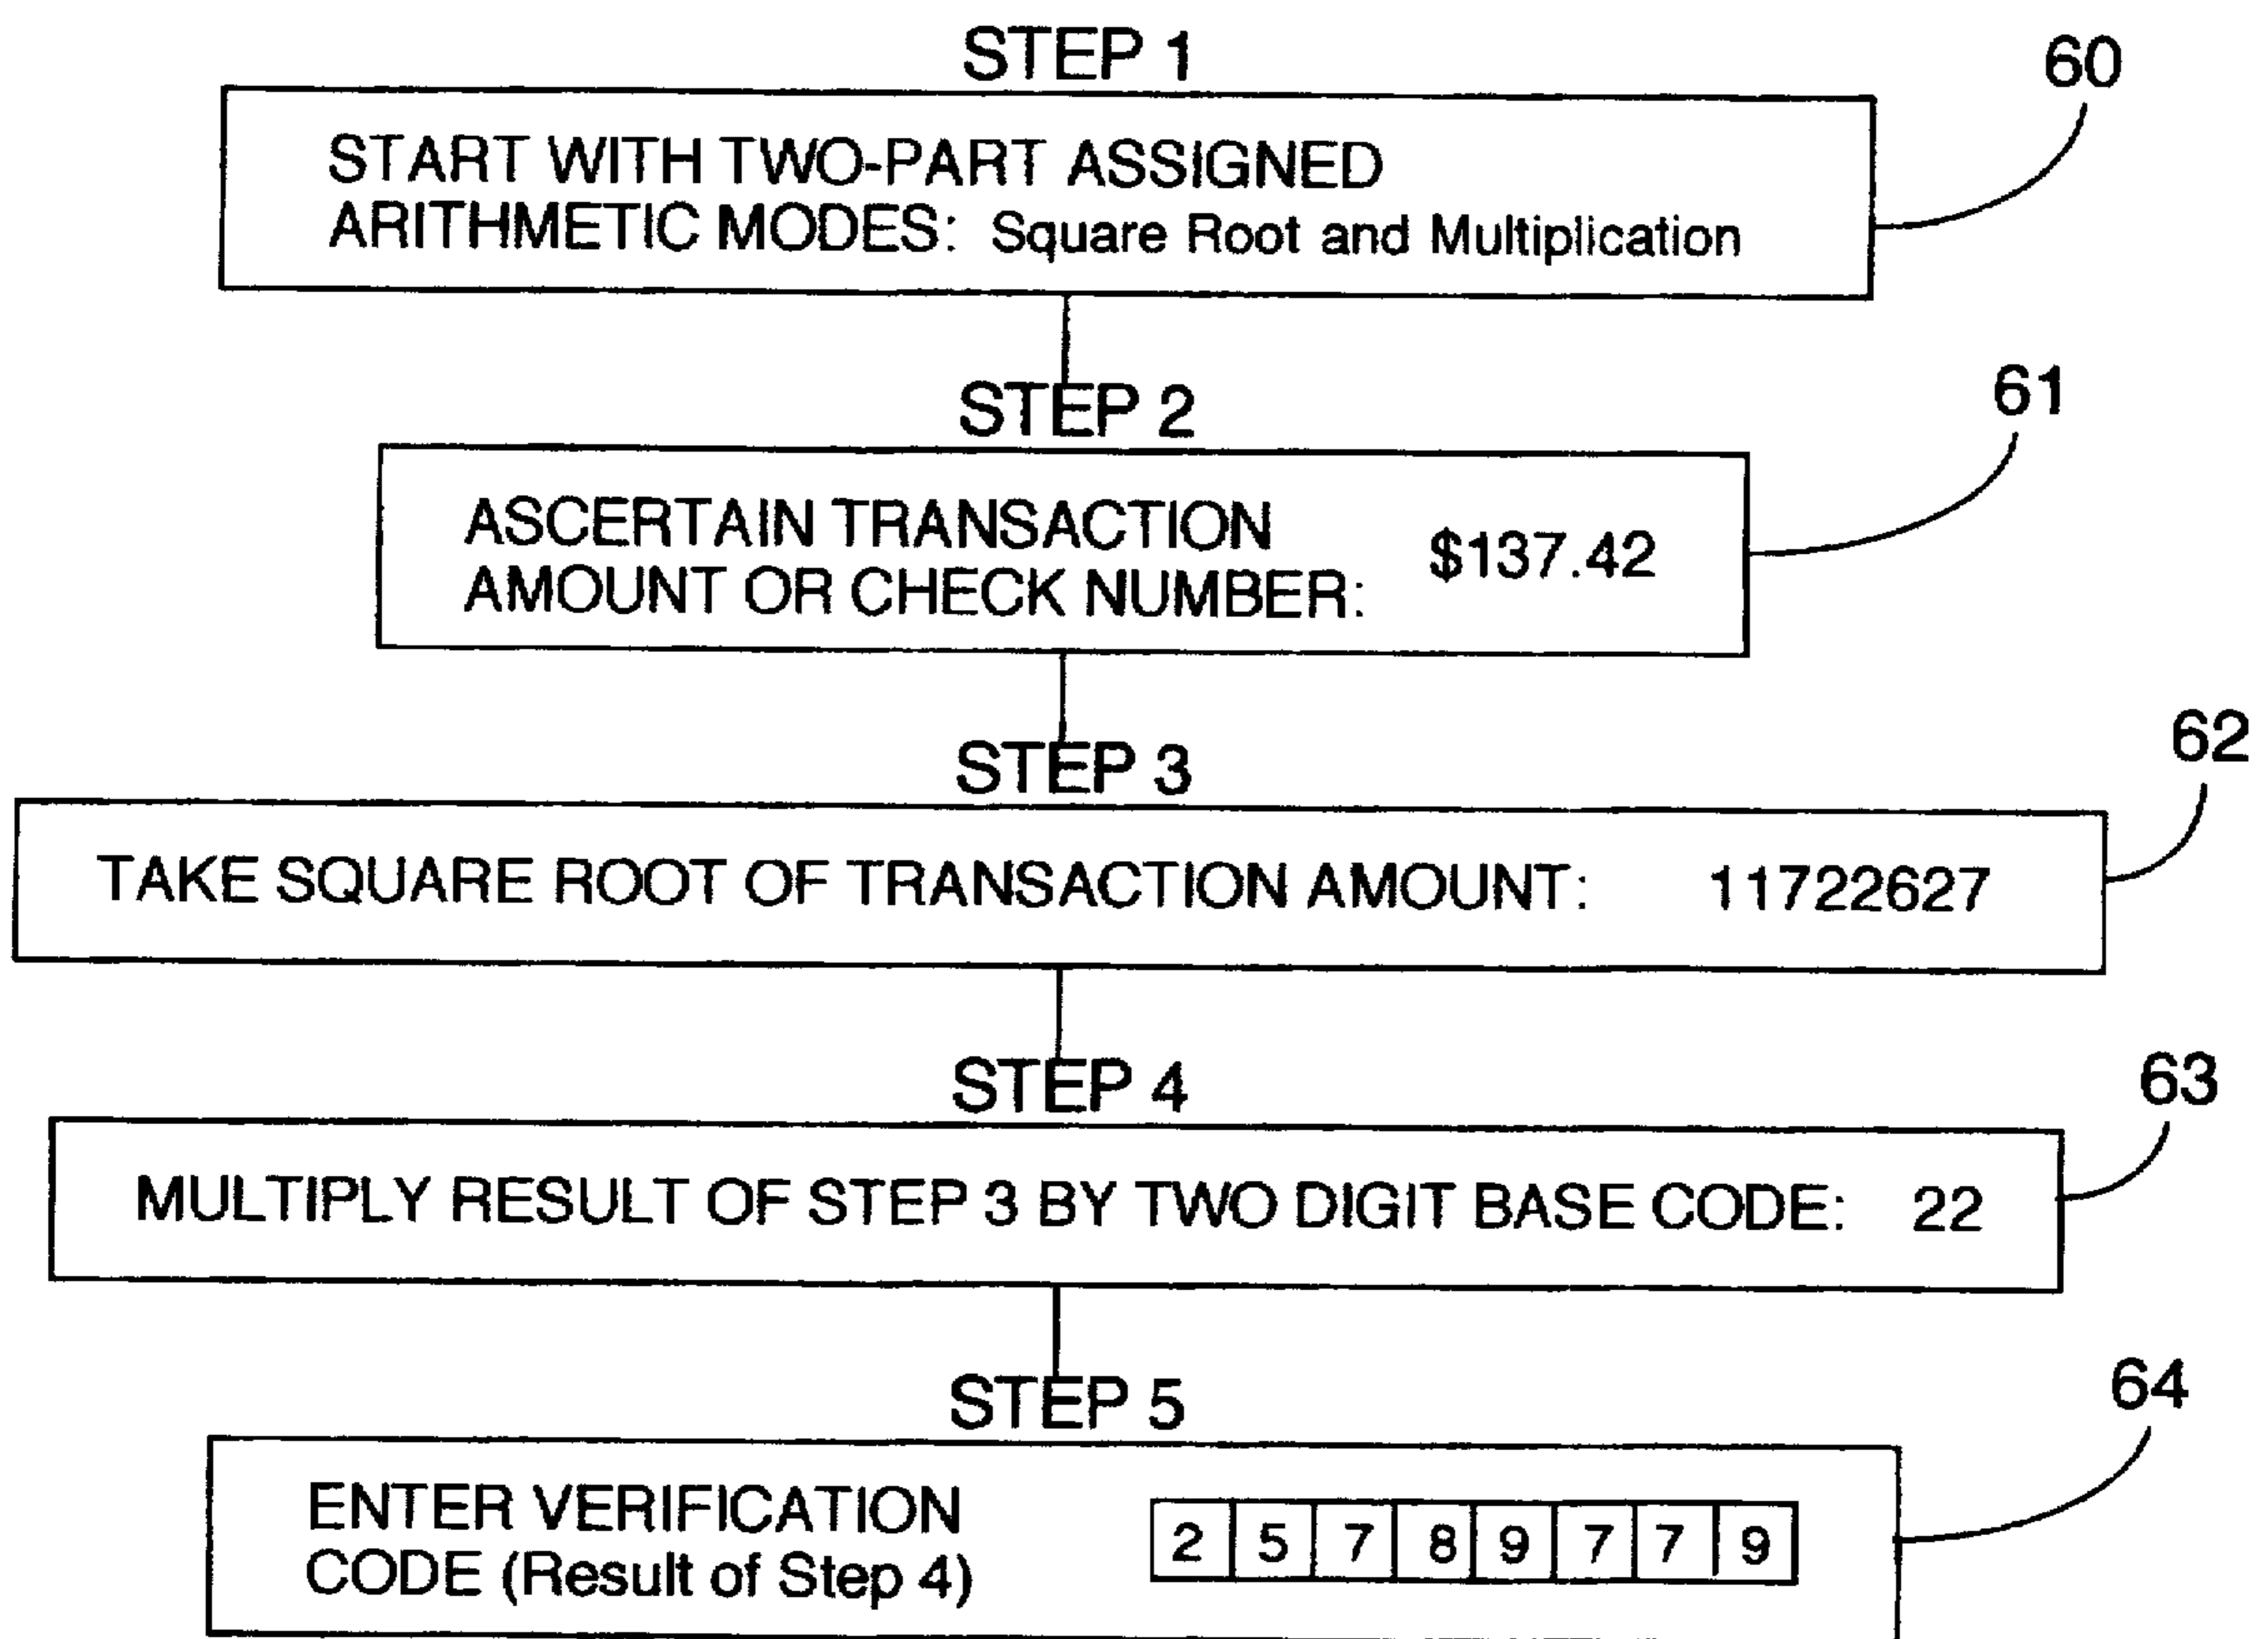 STEP 1
60
START WITH TWO-PART ASSIGNED
ARITHMETIC MODES: Square Root and Multiplication
STEP 2
61
ASCERTAIN TRANSACTION
AMOUNT OR CHECK NUMBER: $137.42
STEP 3
62
TAKE SQUARE ROOT OF TRANSACTION AMOUNT: 11722627
STEP 4
63
MULTIPLY RESULT OF STEP 3 BY TWO DIGIT BASE CODE: 22
STEP 5
64
ENTER VERIFICATION
CODE (Result of Step 4) 2 5 7 8 9 7 7 9